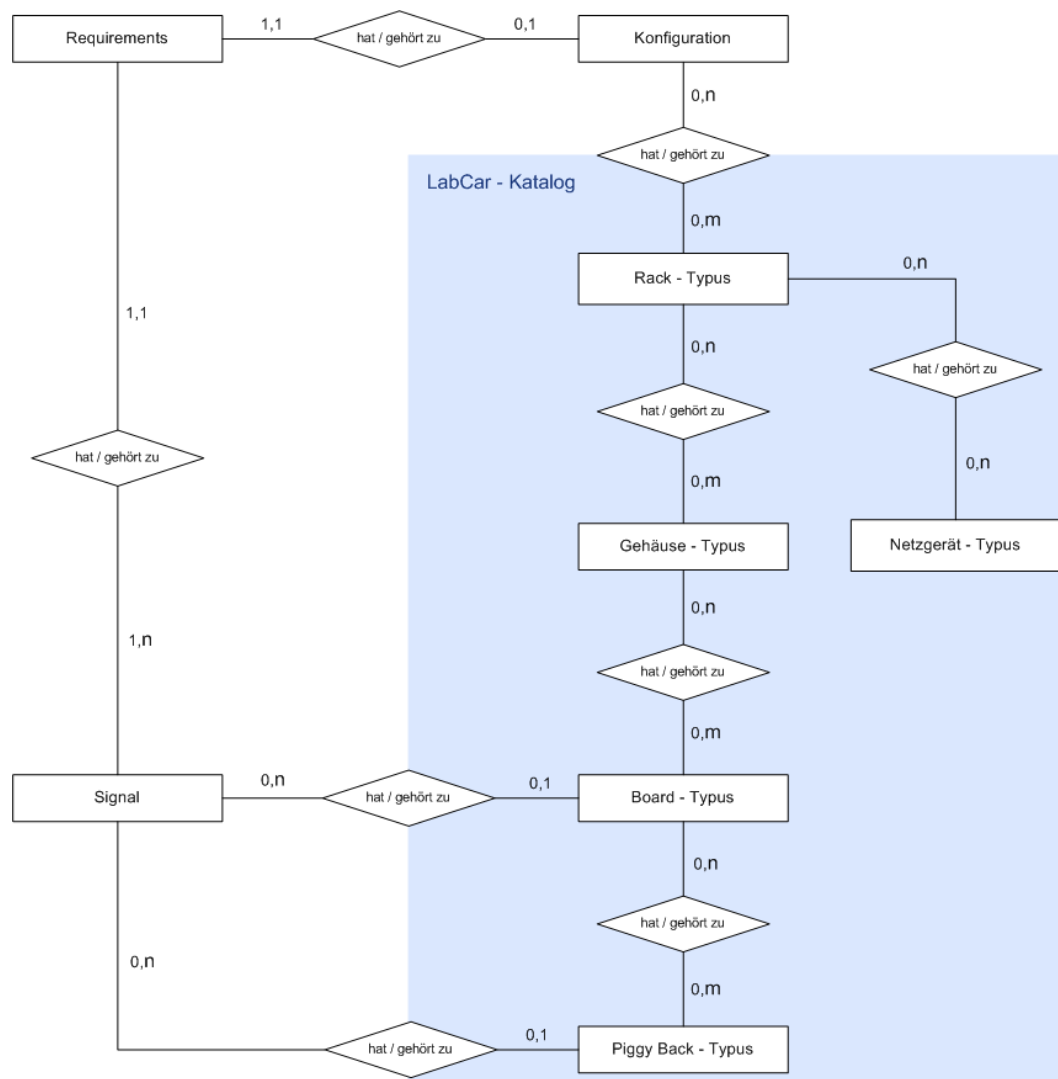 Requirements
1,1
hat / gehört zu
0,1
Konfiguration
0,n
hat / gehört zu
LabCar - Katalog
0,m
Rack - Typus
0,n
1,1
0,n
hat / gehört zu
hat / gehört zu
hat / gehört zu
0,m
0,n
Gehäuse - Typus
Netzgerät - Typus
0,n
1,n
hat / gehört zu
0,m
Signal
0,n
hat / gehört zu
0,1
Board - Typus
0,n
hat / gehört zu
0,n
0,m
hat / gehört zu
0,1
Piggy Back - Typus